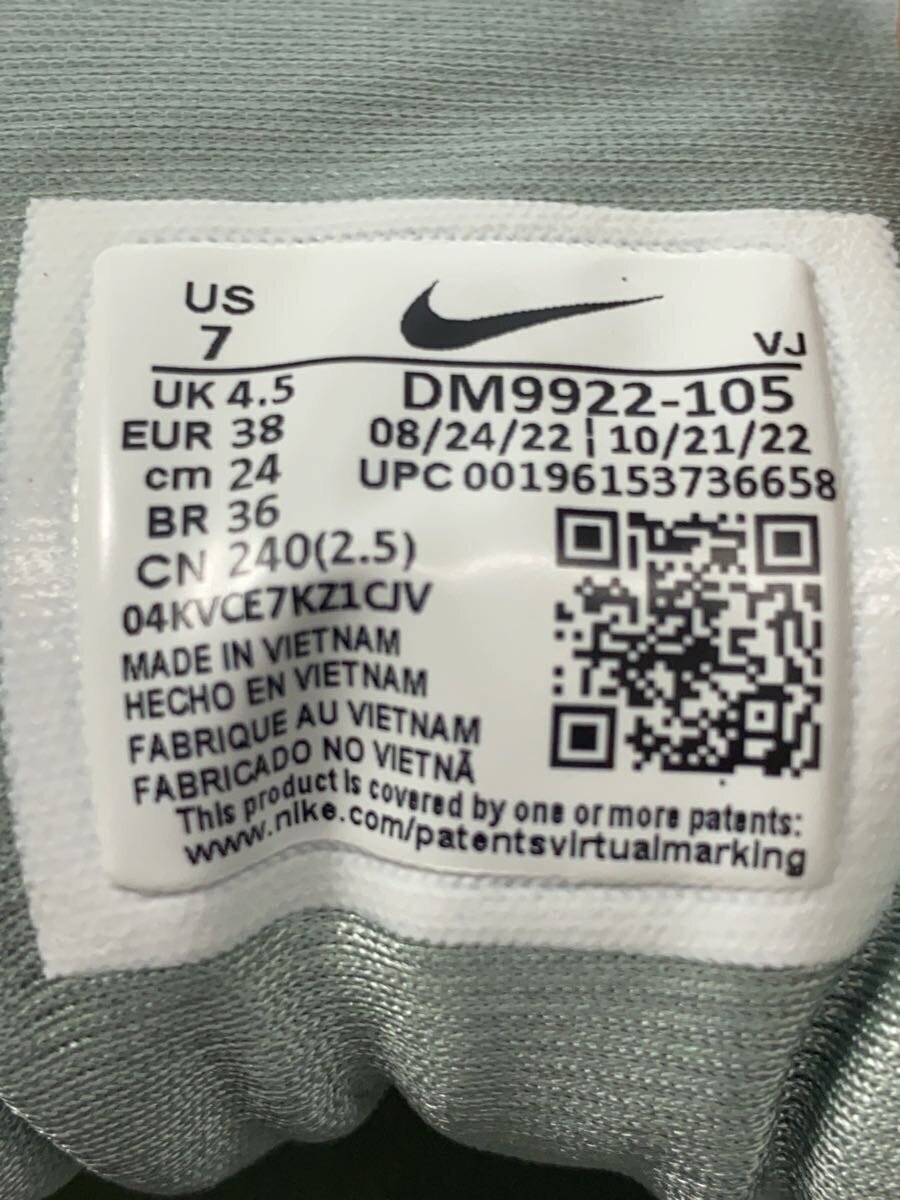 US
7
VJ
UK 4.5
EUR 38
cm 24
BR 36
CN 240(2.5)
DM9922-105
08/24/22 ¦ 10/21/22
UPC 00196153736658
04KVCE7KZ1CJV
MADE IN VIETNAM
HECHO EN VIETNAM
FABRIQUE AU VIETNAM
FABRICADO NO VIETNÃ
This product is covered by one or more patents:
www.nike.com/patentsvirtualmarking